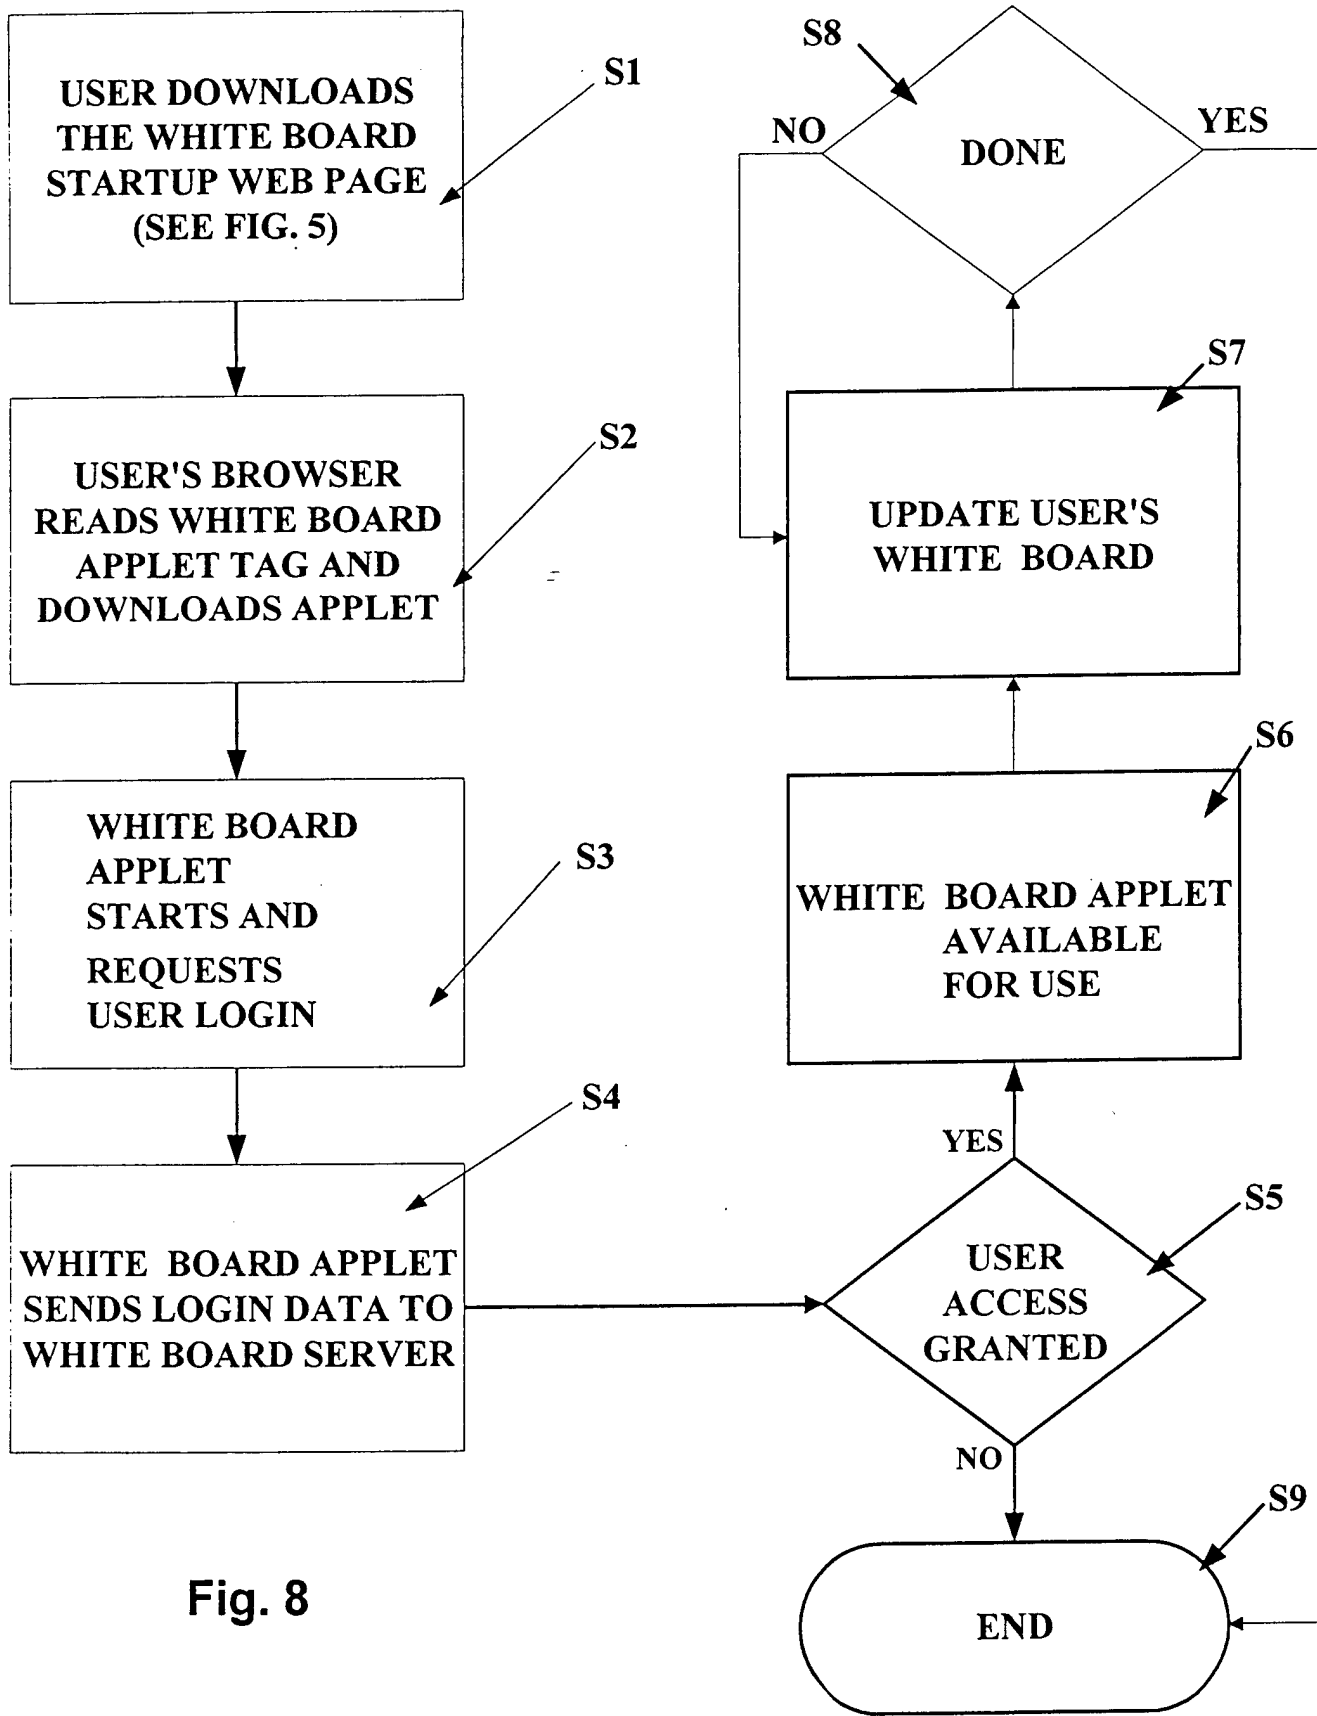 USER DOWNLOADS
THE WHITE BOARD
STARTUP WEB PAGE
(SEE FIG. 5)
S1
USER'S BROWSER
READS WHITE BOARD
APPLET TAG AND
DOWNLOADS APPLET
S2
WHITE BOARD
APPLET
STARTS AND
REQUESTS
USER LOGIN
S3
WHITE BOARD APPLET
SENDS LOGIN DATA TO
WHITE BOARD SERVER
S4
S8
NO
DONE
YES
S7
UPDATE USER'S
WHITE BOARD
S6
WHITE BOARD APPLET
AVAILABLE
FOR USE
YES
S5
USER
ACCESS
GRANTED
NO
S9
END
Fig. 8